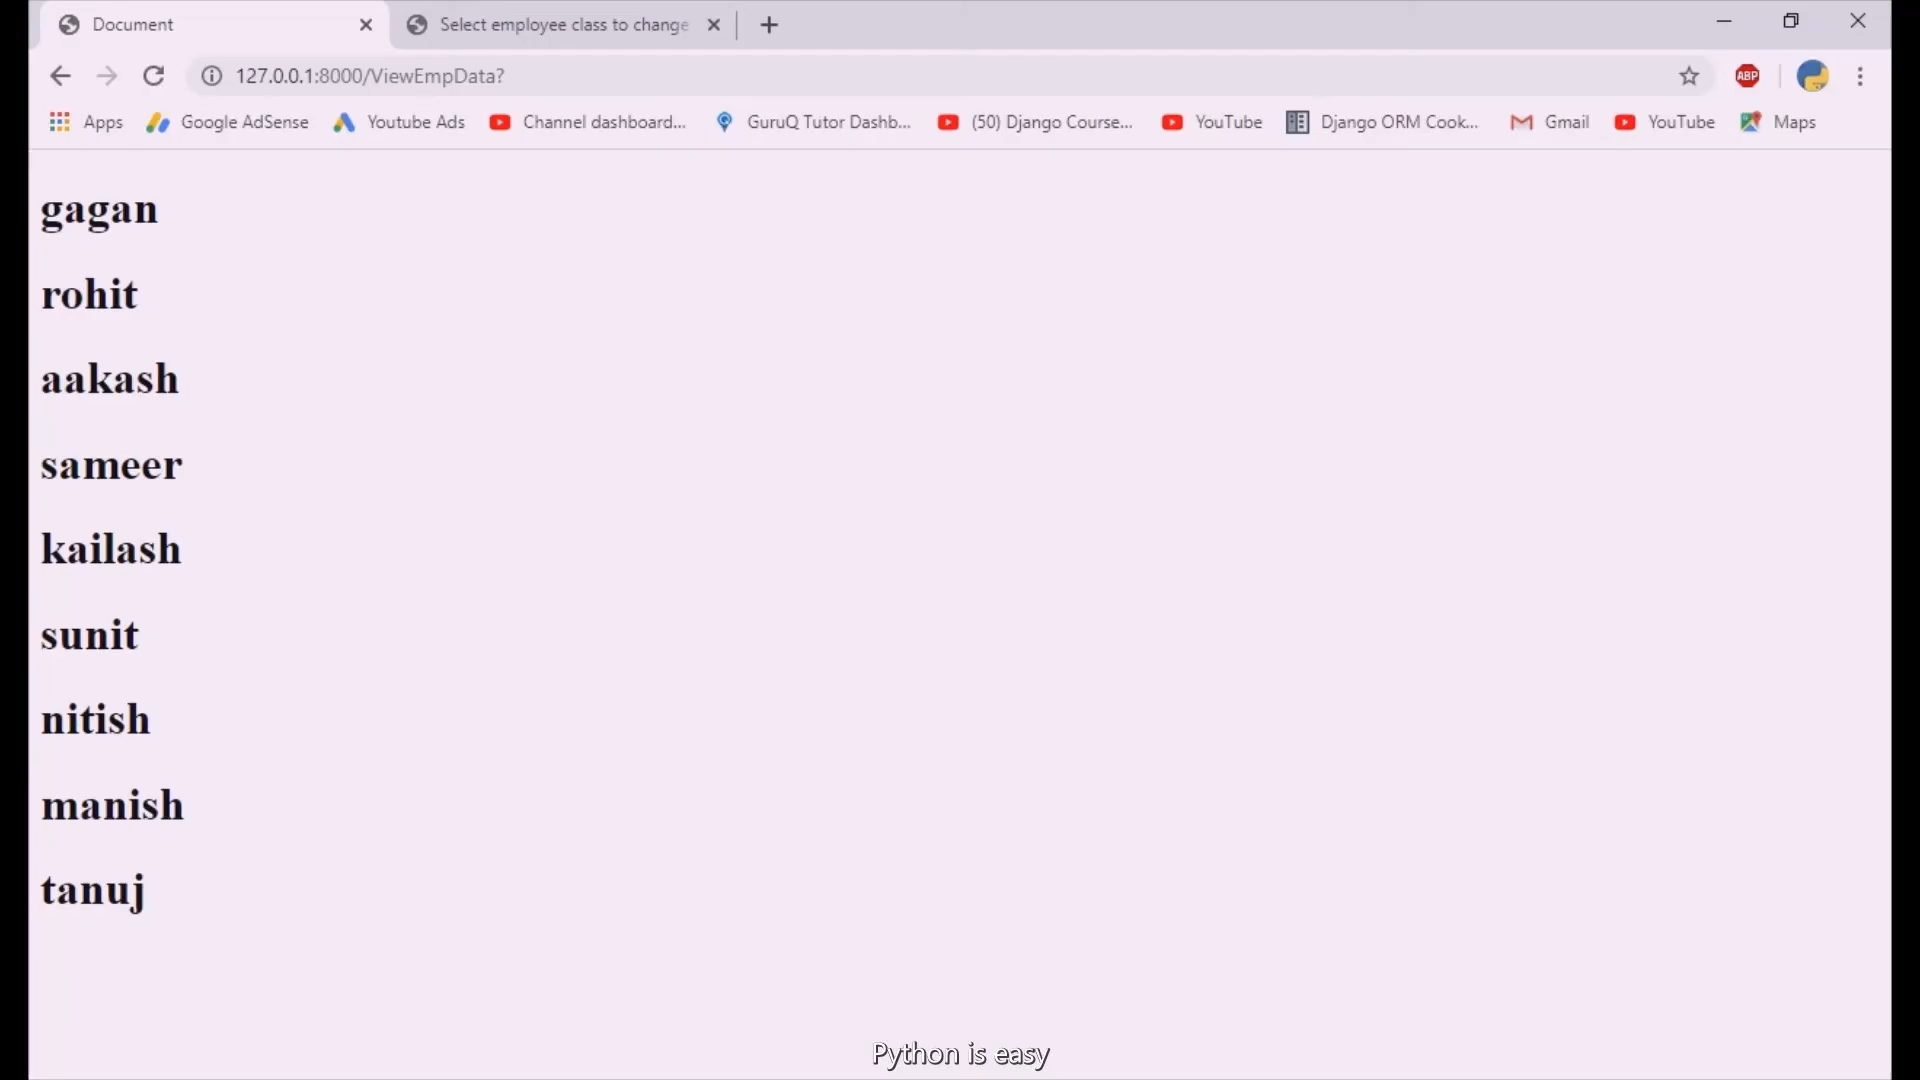 Document
Select employee class to change
127.0.0.1:8000/ViewEmpData?
ABP
Apps
Google AdSense
Youtube Ads
Channel dashboard...
GuruQ Tutor Dashb...
(50) Django Course...
YouTube
Django ORM Cook...
Gmail
YouTube
Maps
gagan
rohit
aakash
sameer
kailash
sunit
nitish
manish
tanuj
Python is easy